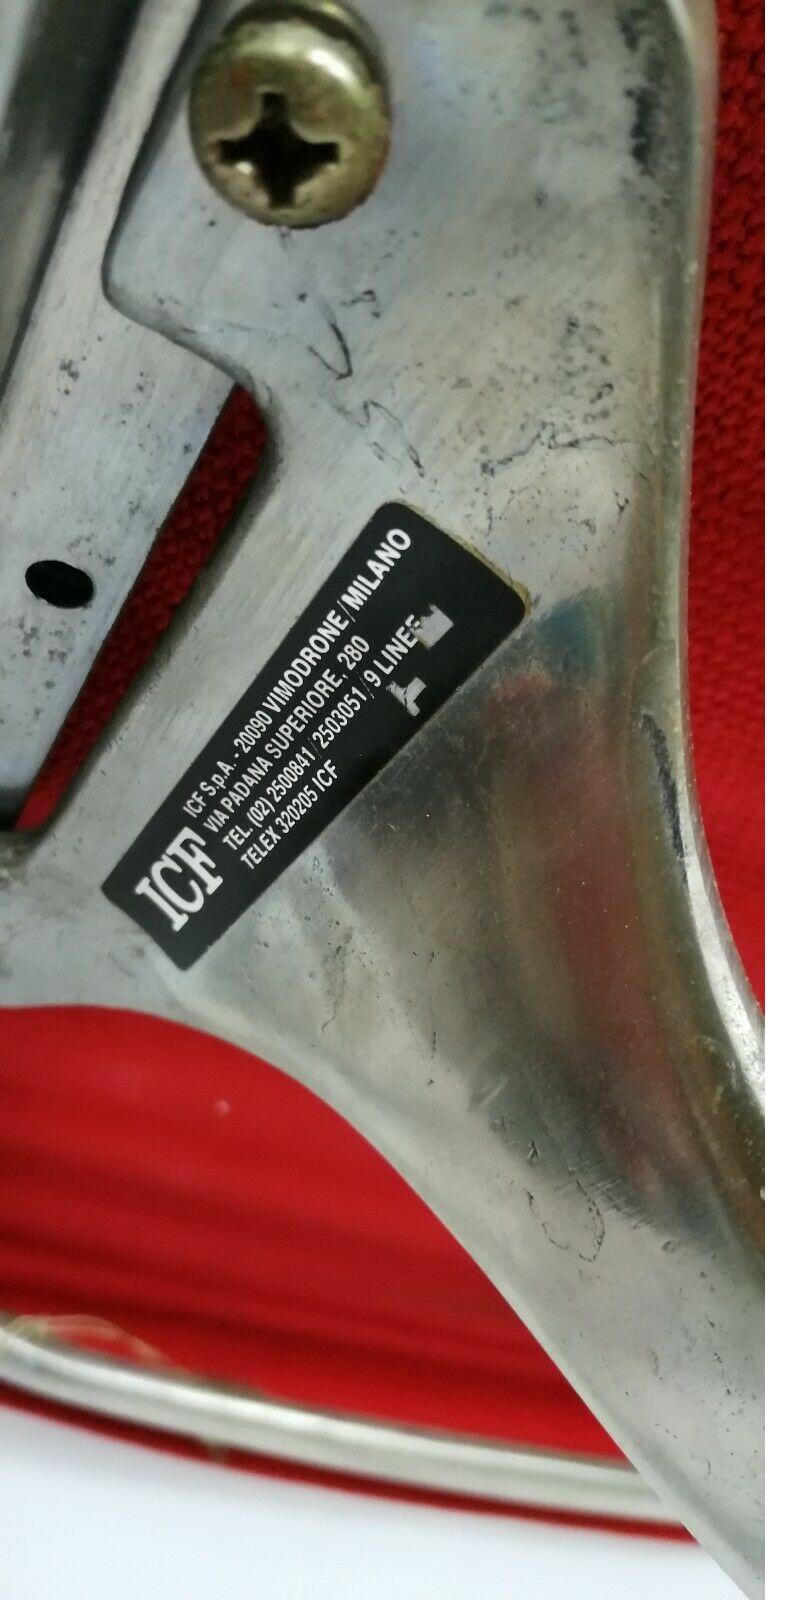 ICF
ICF S.p.A. - 20090 VIMODRONE/MILANO
VIA PADANA SUPERIORE, 280
TEL. (02) 2500841/2503051/9 LINEE
TELEX 320205 ICF